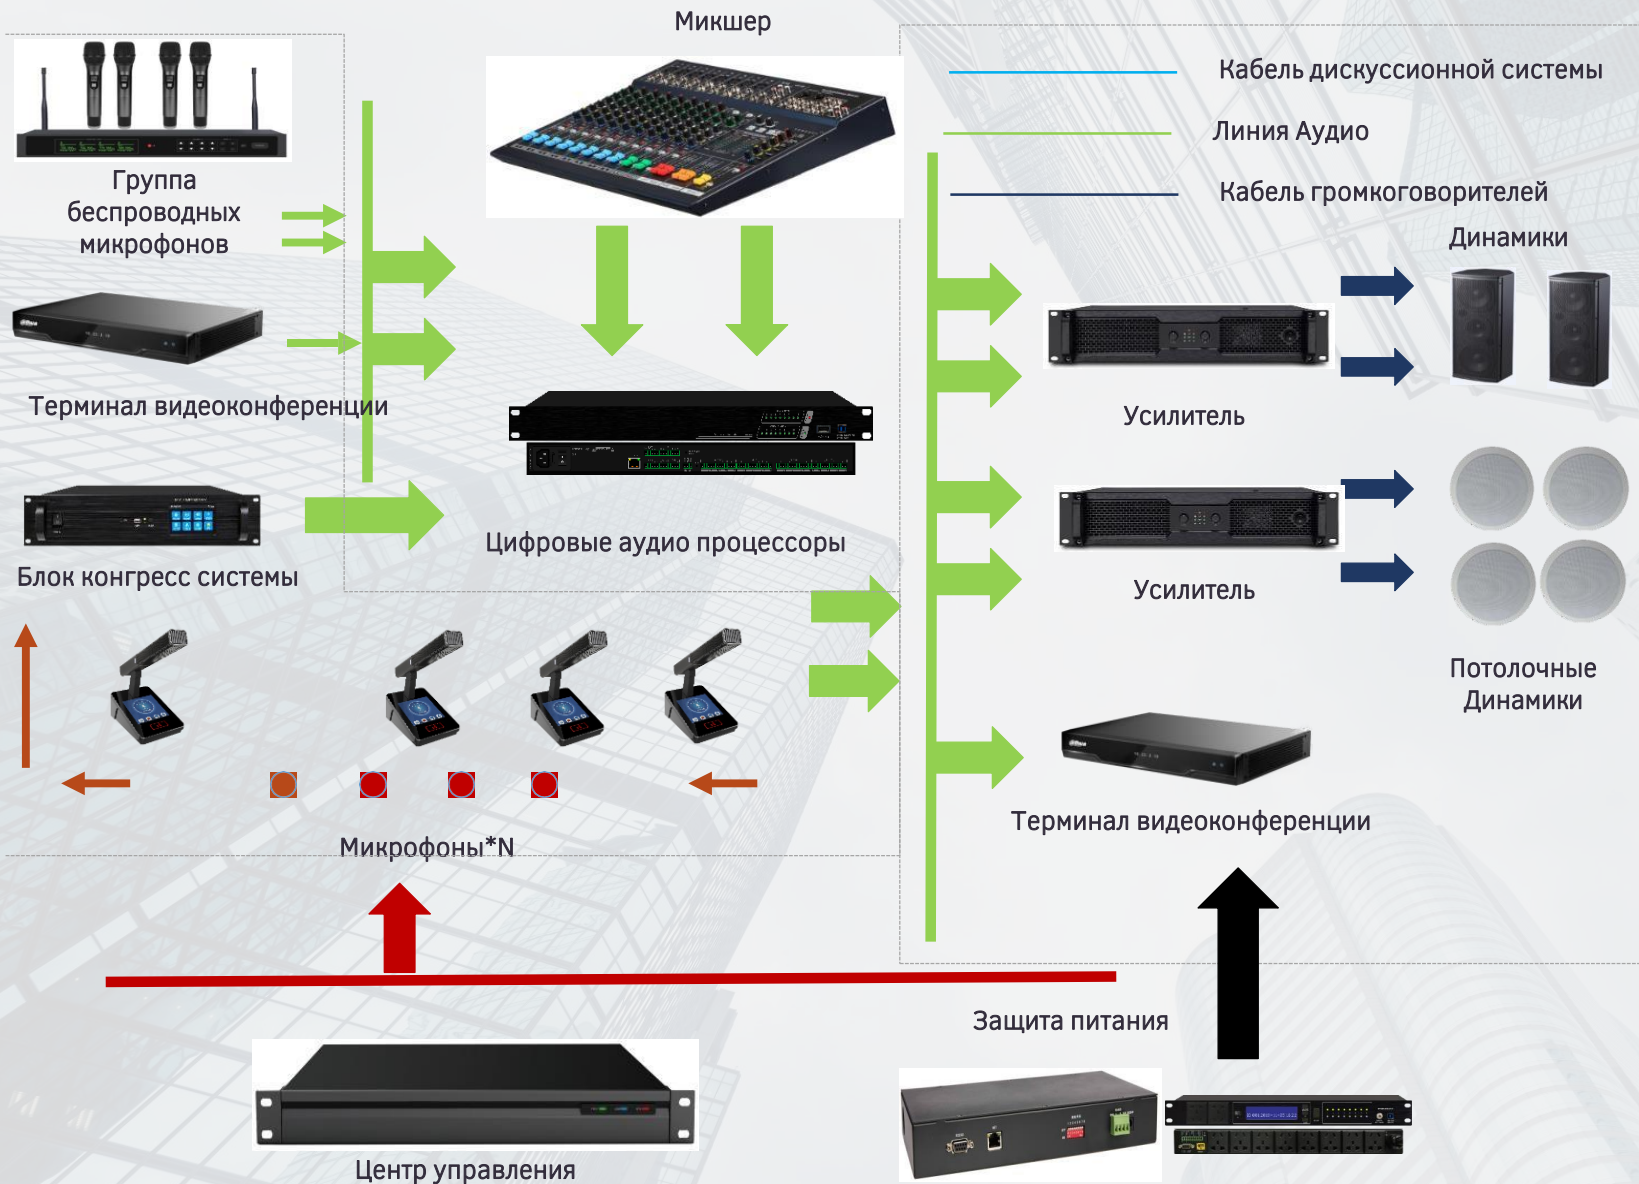 Микшер
Кабель дискуссионной системы
Линия Аудио
Кабель громкоговорителей
Группа
беспроводных
микрофонов
Динамики
Терминал видеоконференции
Усилитель
Цифровые аудио процессоры
Блок конгресс системы
Усилитель
Потолочные
Динамики
Терминал видеоконференции
Микрофоны*N
Защита питания
Центр управления